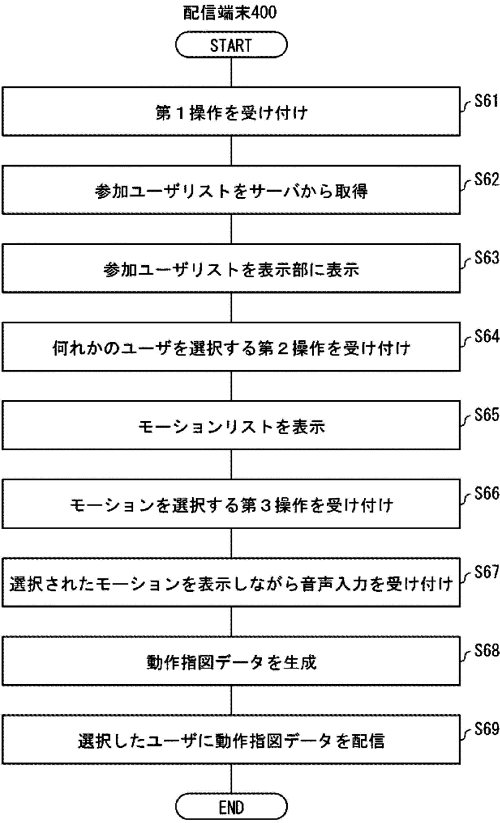 配信端末400
START
第1操作を受け付け
S61
参加ユーザリストをサーバから取得
S62
参加ユーザリストを表示部に表示
S63
何れかのユーザを選択する第2操作を受け付け
S64
モーションリストを表示
S65
モーションを選択する第3操作を受け付け
S66
選択されたモーションを表示しながら音声入力を受け付け
S67
動作指図データを生成
S68
選択したユーザに動作指図データを配信
S69
END